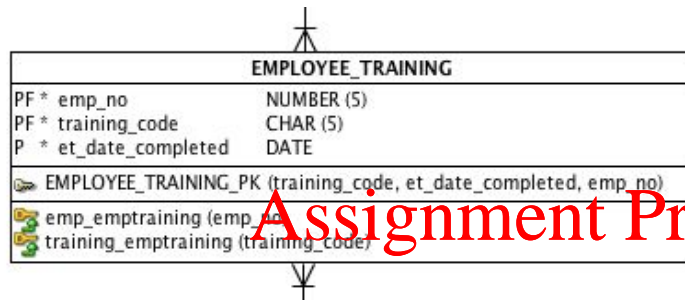 EMPLOYEE_TRAINING
PF * emp_no NUMBER (5)
PF * training_code CHAR (5)
P * et_date_completed DATE
EMPLOYEE_TRAINING_PK (training_code, et_date_completed, emp_no)
emp_emptraining (emp_no)
training_emptraining (training_code)
Assignment Pr